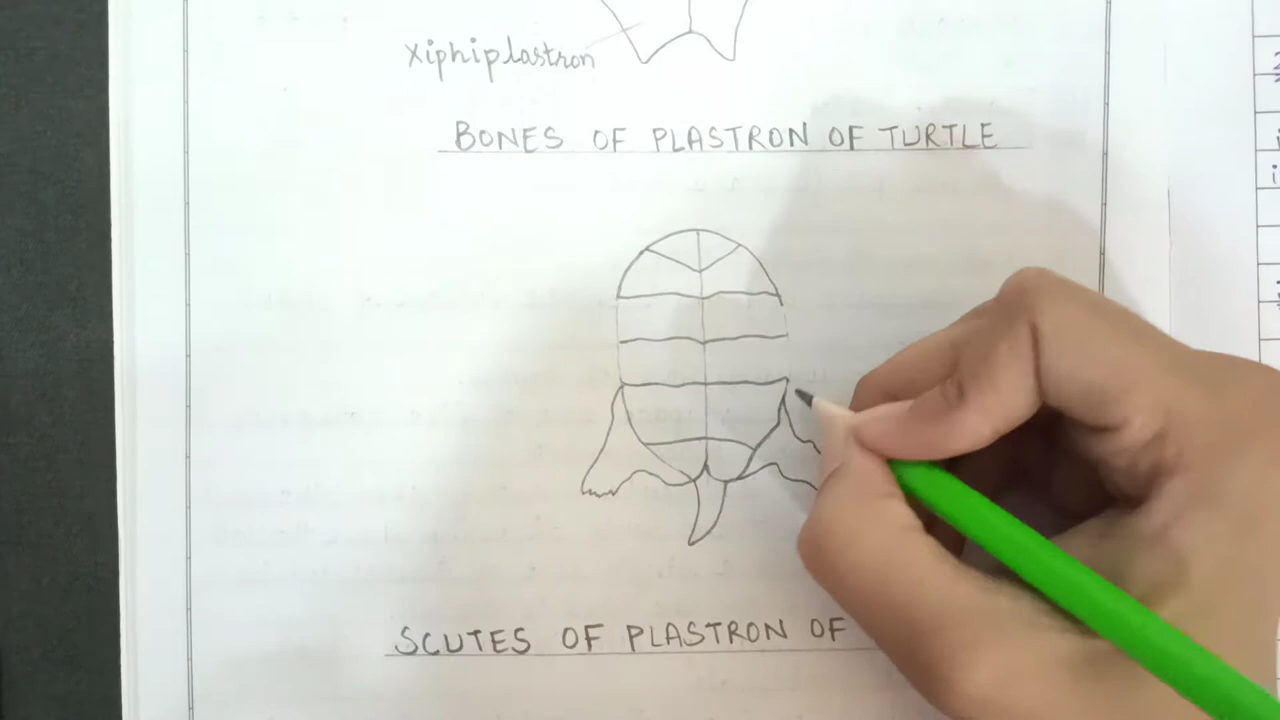 Xiphiplastron
BONES OF PLASTRON OF TURTLE
SCUTES OF PLASTRON OF